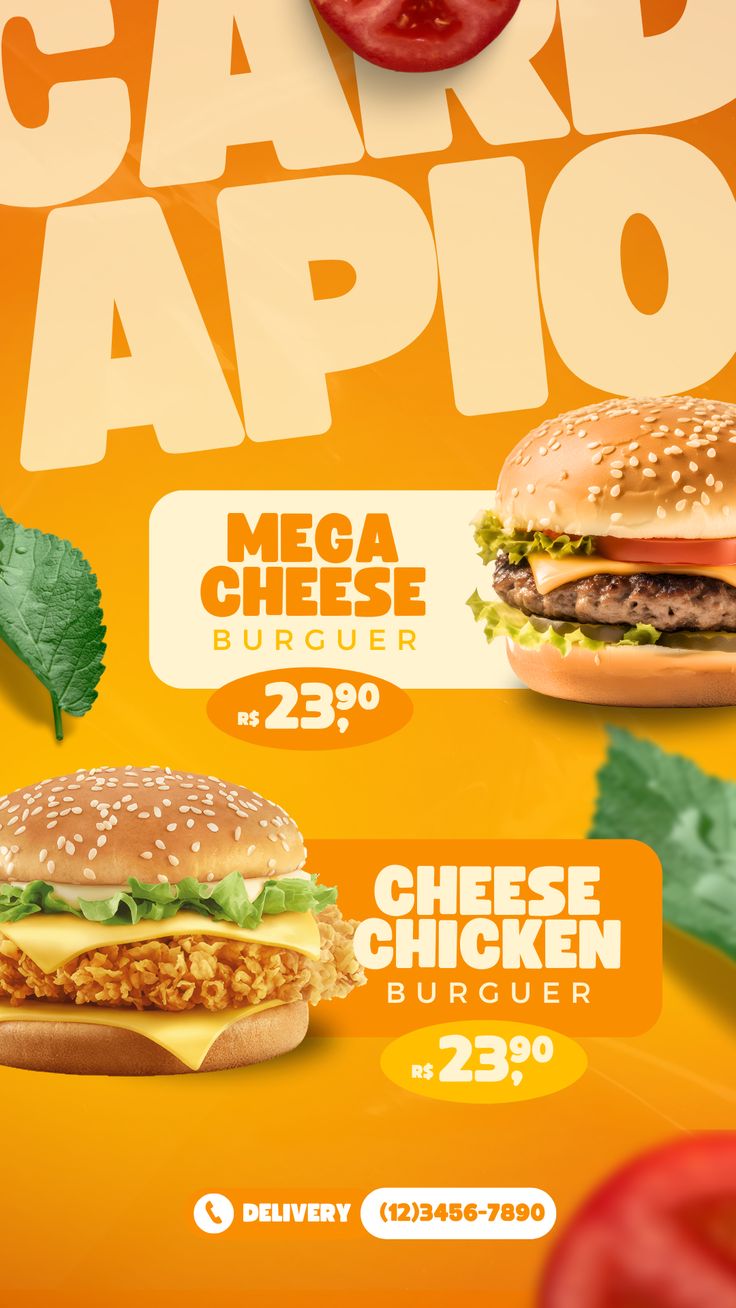 CARD
APIO
MEGA
CHEESE
BURGUER
R$ 23,90
CHEESE
CHICKEN
BURGUER
R$ 23,90
DELIVERY (12)3456-7890